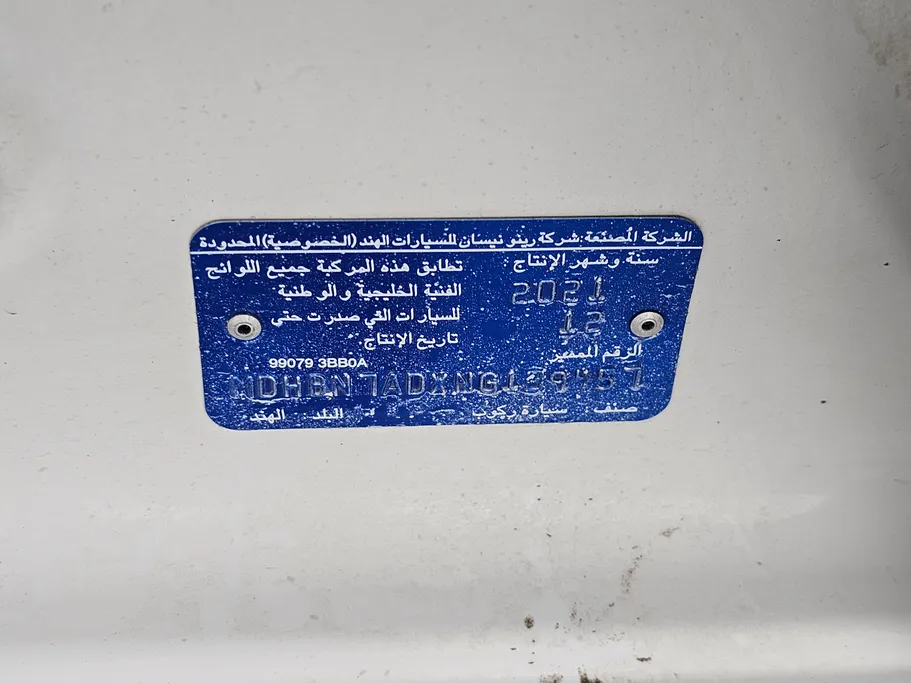 الشركة المصنعة: شركة رينو نيسان للسيارات الهند (الخصوصية) المحدودة
سنة وشهر الإنتاج:
2021
12
تطابق هذه المركبة جميع اللوائح
الفنية الخليجية والوطنية
للسيارات التي صدرت حتى
تاريخ الإنتاج.
الرقم المميز
99079 3BB0A
صنف سيارة ركوب البلد الهند